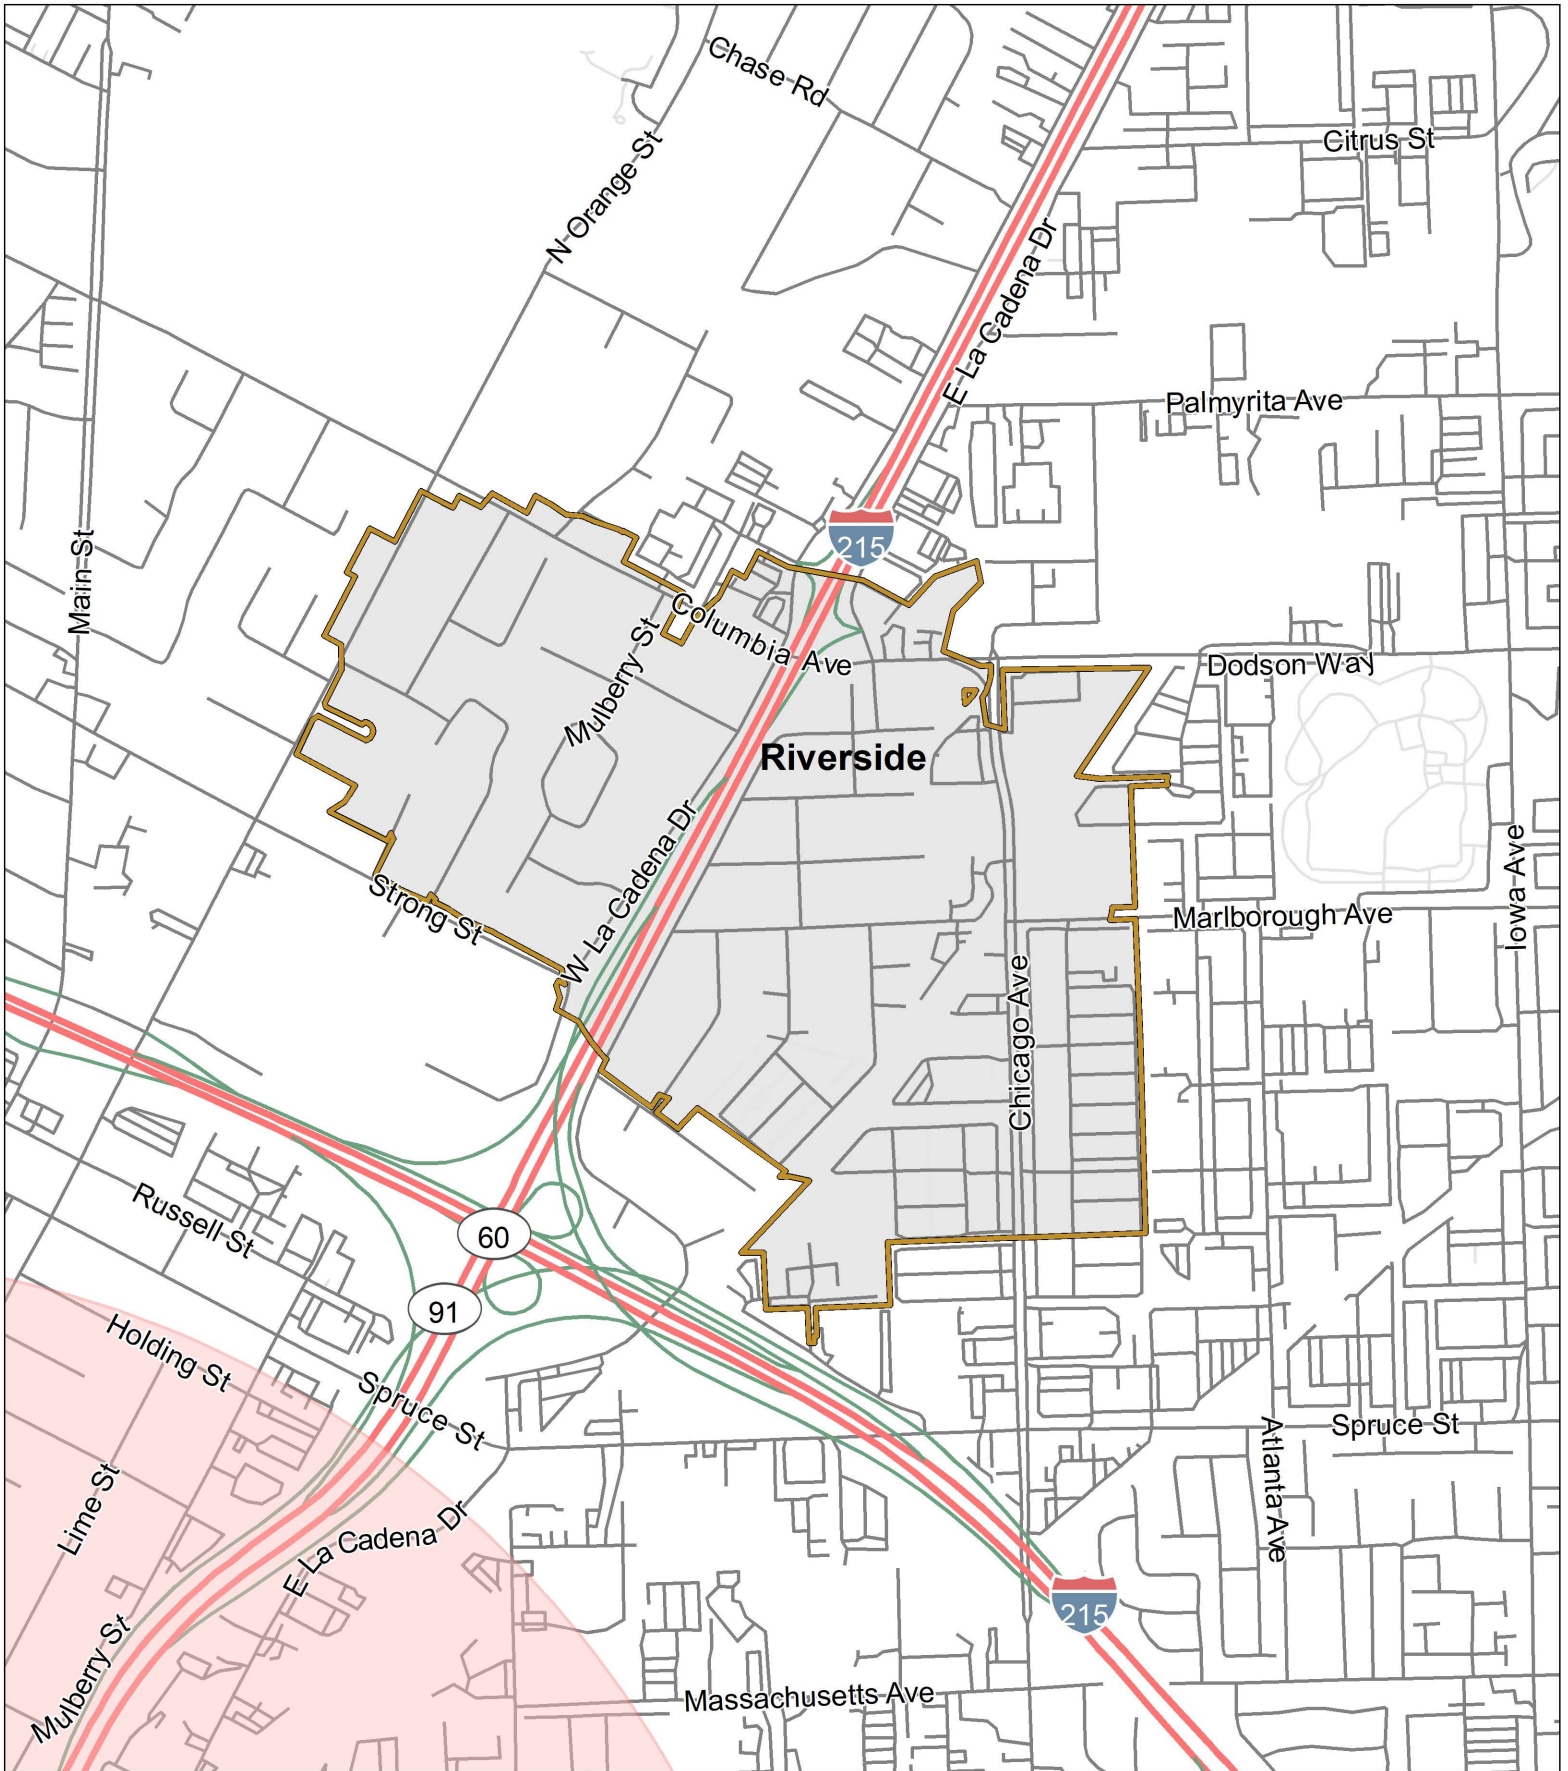 Chase Rd
Citrus St
N Orange St
E La Cadena Dr
Palmyrita Ave
215
Main St
Columbia Ave
Mulberry St
Dodson Way
Riverside
W La Cadena Dr
Strong St
Marlborough Ave
Iowa Ave
Chicago Ave
Russell St
60
91
Holding St
Spruce St
Spruce St
Atlanta Ave
Lime St
E La Cadena Dr
215
Mulberry St
Massachusetts Ave